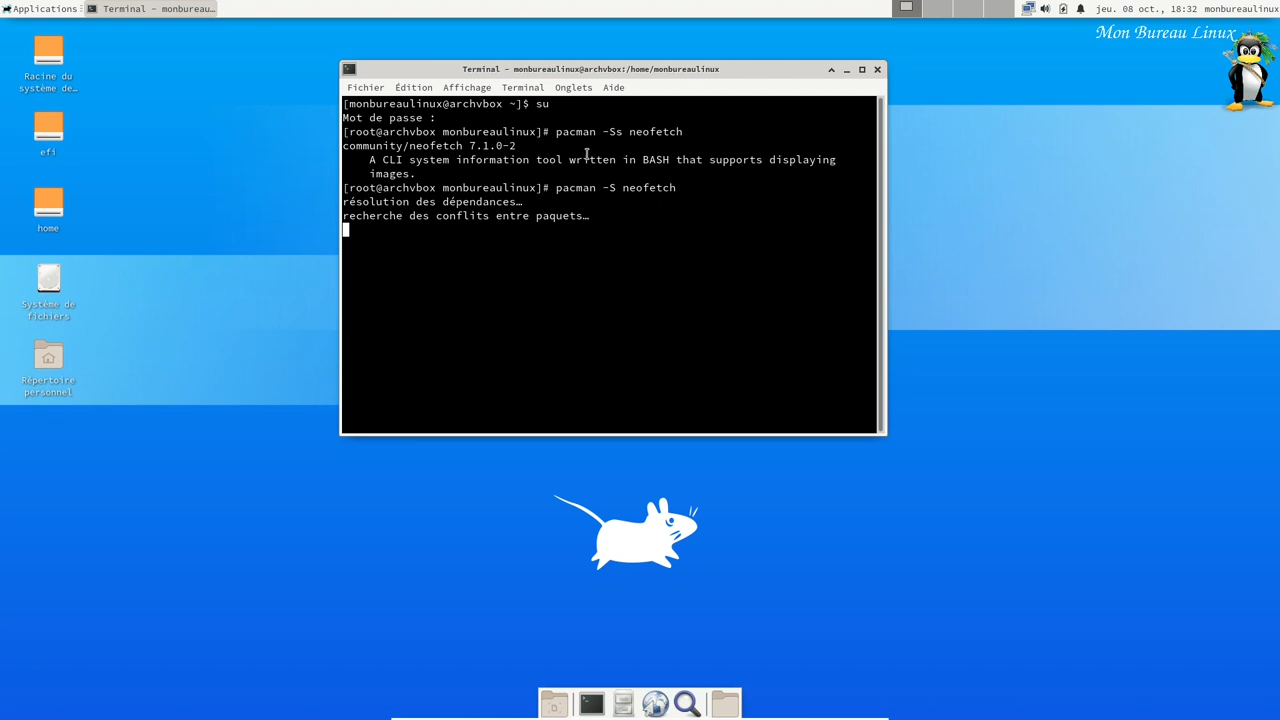 Applications
Terminal - monbureau...
jeu. 08 oct., 18:32
monbureaulinux
Mon Bureau Linux
Racine du
système de…
efi
home
Système de
fichiers
Répertoire
personnel
Terminal - monbureaulinux@archvbox:/home/monbureaulinux
Fichier Édition Affichage Terminal Onglets Aide
[monbureaulinux@archvbox ~]$ su
Mot de passe :
[root@archvbox monbureaulinux]# pacman -Ss neofetch
community/neofetch 7.1.0-2
A CLI system information tool written in BASH that supports displaying
images.
[root@archvbox monbureaulinux]# pacman -S neofetch
résolution des dépendances…
recherche des conflits entre paquets…